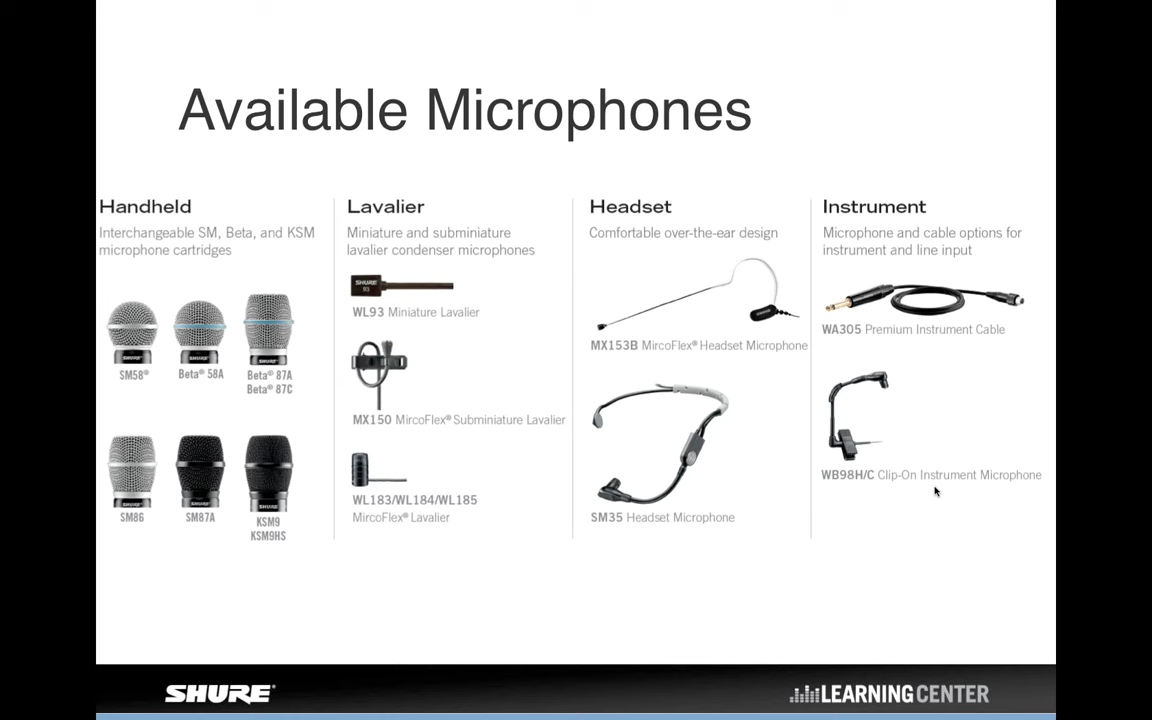 Available Microphones
Handheld
Interchangeable SM, Beta, and KSM
microphone cartridges
SM58®
Beta® 58A
Beta® 87A
Beta® 87C
SM86
SM87A
SHURE
KSM9
KSM9HS
Lavalier
Miniature and subminiature
lavalier condenser microphones
SHURE
93
WL93 Miniature Lavalier
MX150 MircoFlex® Subminiature Lavalier
WL183/WL184/WL185
MircoFlex® Lavalier
Headset
Comfortable over-the-ear design
MX153B MircoFlex® Headset Microphone
SM35 Headset Microphone
Instrument
Microphone and cable options for
instrument and line input
WA305 Premium Instrument Cable
WB98H/C Clip-On Instrument Microphone
SHURE®
LEARNING CENTER